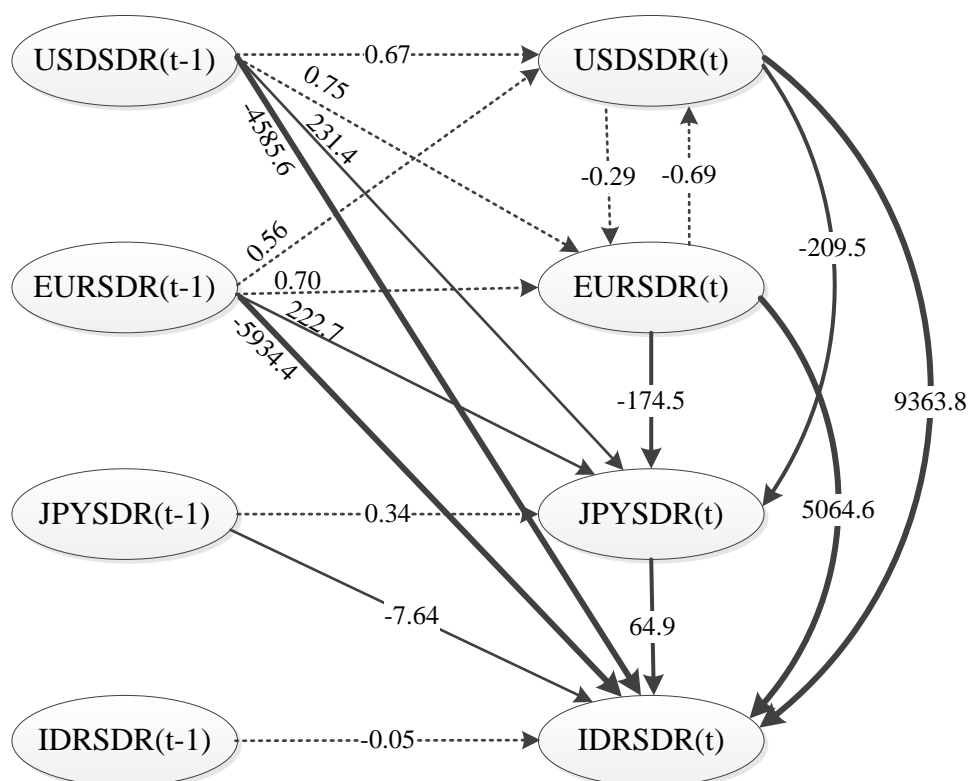 USDSDR(t-1)
0.67
USDSDR(t)
0.75
-4585.6
231.4
-0.29
-0.69
0.56
-209.5
EURSDR(t-1)
0.70
EURSDR(t)
222.7
-5934.4
-174.5
9363.8
JPYSDR(t-1)
0.34
JPYSDR(t)
5064.6
-7.64
64.9
IDRSDR(t-1)
-0.05
IDRSDR(t)